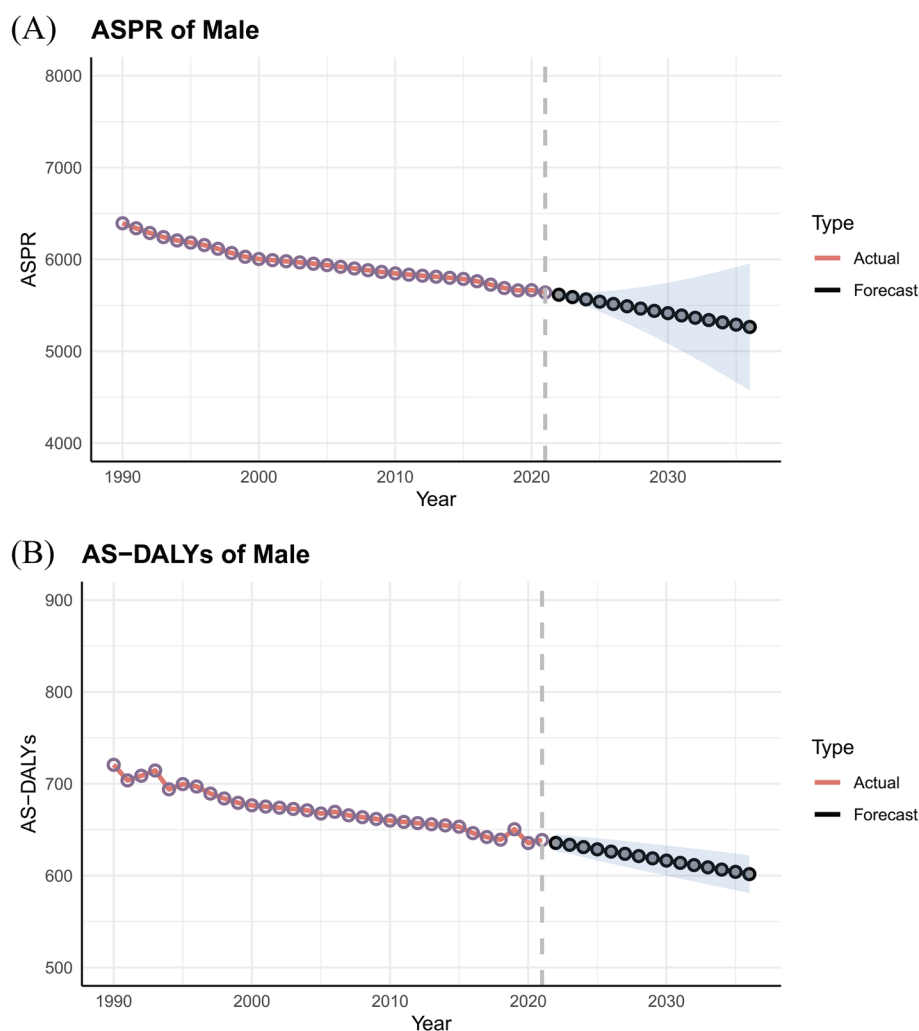 (A) ASPR of Male
8000
7000
6000
5000
4000
ASPR
1990 2000 2010 2020 2030
Year
Type
Actual
Forecast
(B) AS−DALYs of Male
900
800
700
600
500
AS−DALYs
1990 2000 2010 2020 2030
Year
Type
Actual
Forecast